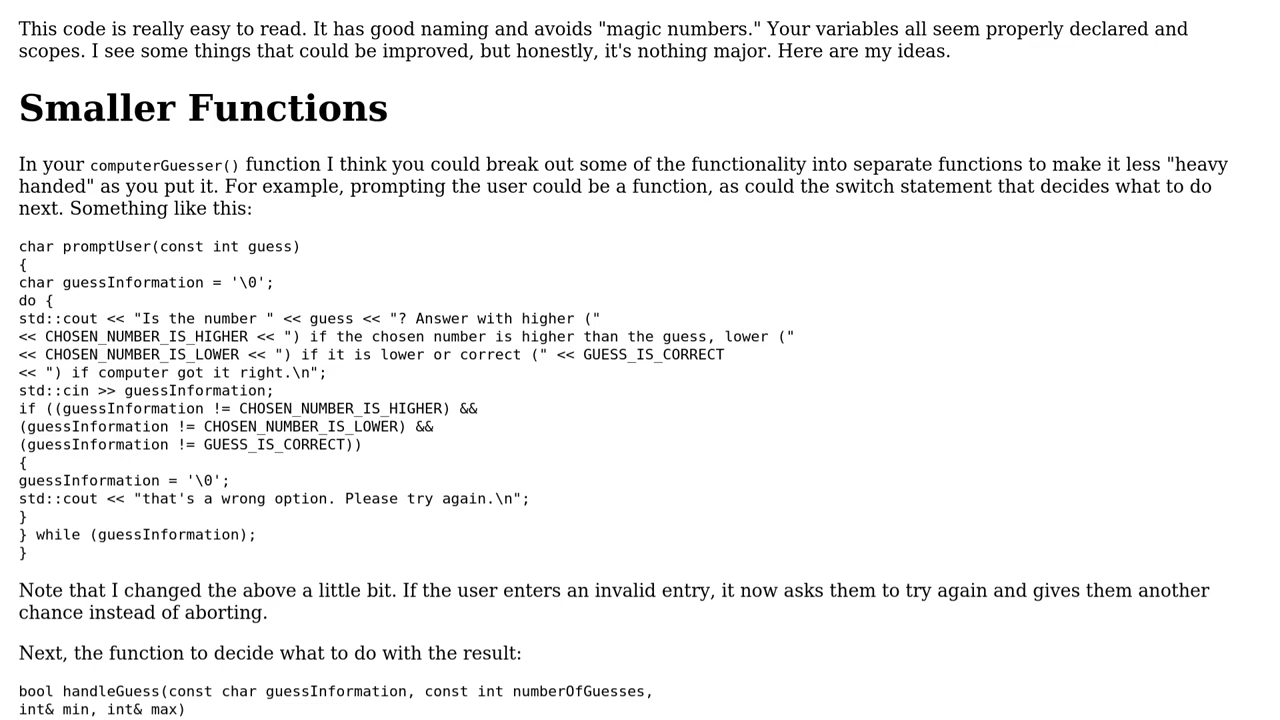 This code is really easy to read. It has good naming and avoids "magic numbers." Your variables all seem properly declared and
scopes. I see some things that could be improved, but honestly, it's nothing major. Here are my ideas.
Smaller Functions
In your computerGuesser() function I think you could break out some of the functionality into separate functions to make it less "heavy
handed" as you put it. For example, prompting the user could be a function, as could the switch statement that decides what to do
next. Something like this:
char promptUser(const int guess)
{
char guessInformation = '\0';
do {
std::cout << "Is the number " << guess << "? Answer with higher ("
<< CHOSEN_NUMBER_IS_HIGHER << ") if the chosen number is higher than the guess, lower ("
<< CHOSEN_NUMBER_IS_LOWER << ") if it is lower or correct (" << GUESS_IS_CORRECT
<< ") if computer got it right.\n";
std::cin >> guessInformation;
if ((guessInformation != CHOSEN_NUMBER_IS_HIGHER) &&
(guessInformation != CHOSEN_NUMBER_IS_LOWER) &&
(guessInformation != GUESS_IS_CORRECT))
{
guessInformation = '\0';
std::cout << "that's a wrong option. Please try again.\n";
}
} while (guessInformation);
}
Note that I changed the above a little bit. If the user enters an invalid entry, it now asks them to try again and gives them another
chance instead of aborting.
Next, the function to decide what to do with the result:
bool handleGuess(const char guessInformation, const int numberOfGuesses,
int& min, int& max)